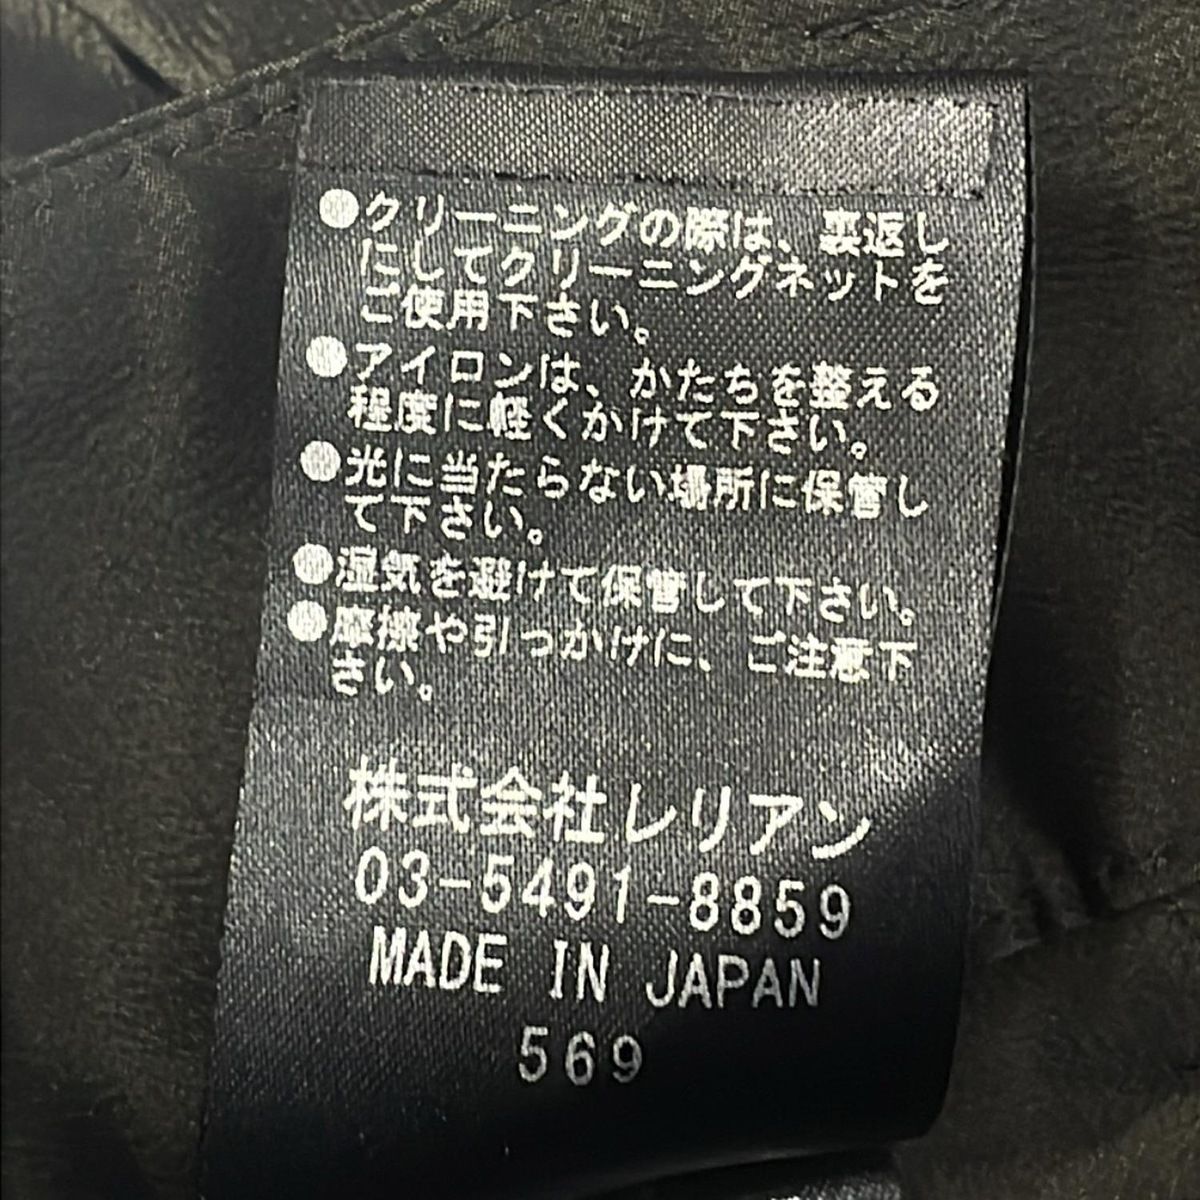 ●クリーニングの際は、裏返し
にしてクリーニングネットを
ご使用下さい。
●アイロンは、かたちを整える
程度に軽くかけて下さい。
●光に当たらない場所に保管し
て下さい。
●湿気を避けて保管して下さい。
●摩擦や引っかけに、ご注意下
さい。
株式会社レリアン
03-5491-8859
MADE IN JAPAN
569